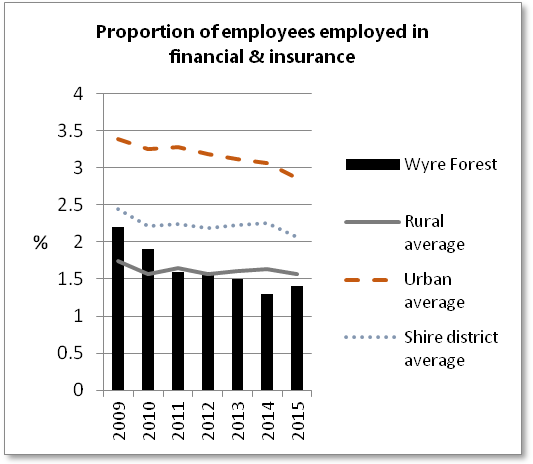 Proportion of employees employed in
financial & insurance
4
3.5
3
2.5
2
1.5
1
0.5
0
%
2009
2010
2011
2012
2013
2014
2015
Wyre Forest
Rural
average
Urban
average
Shire district
average